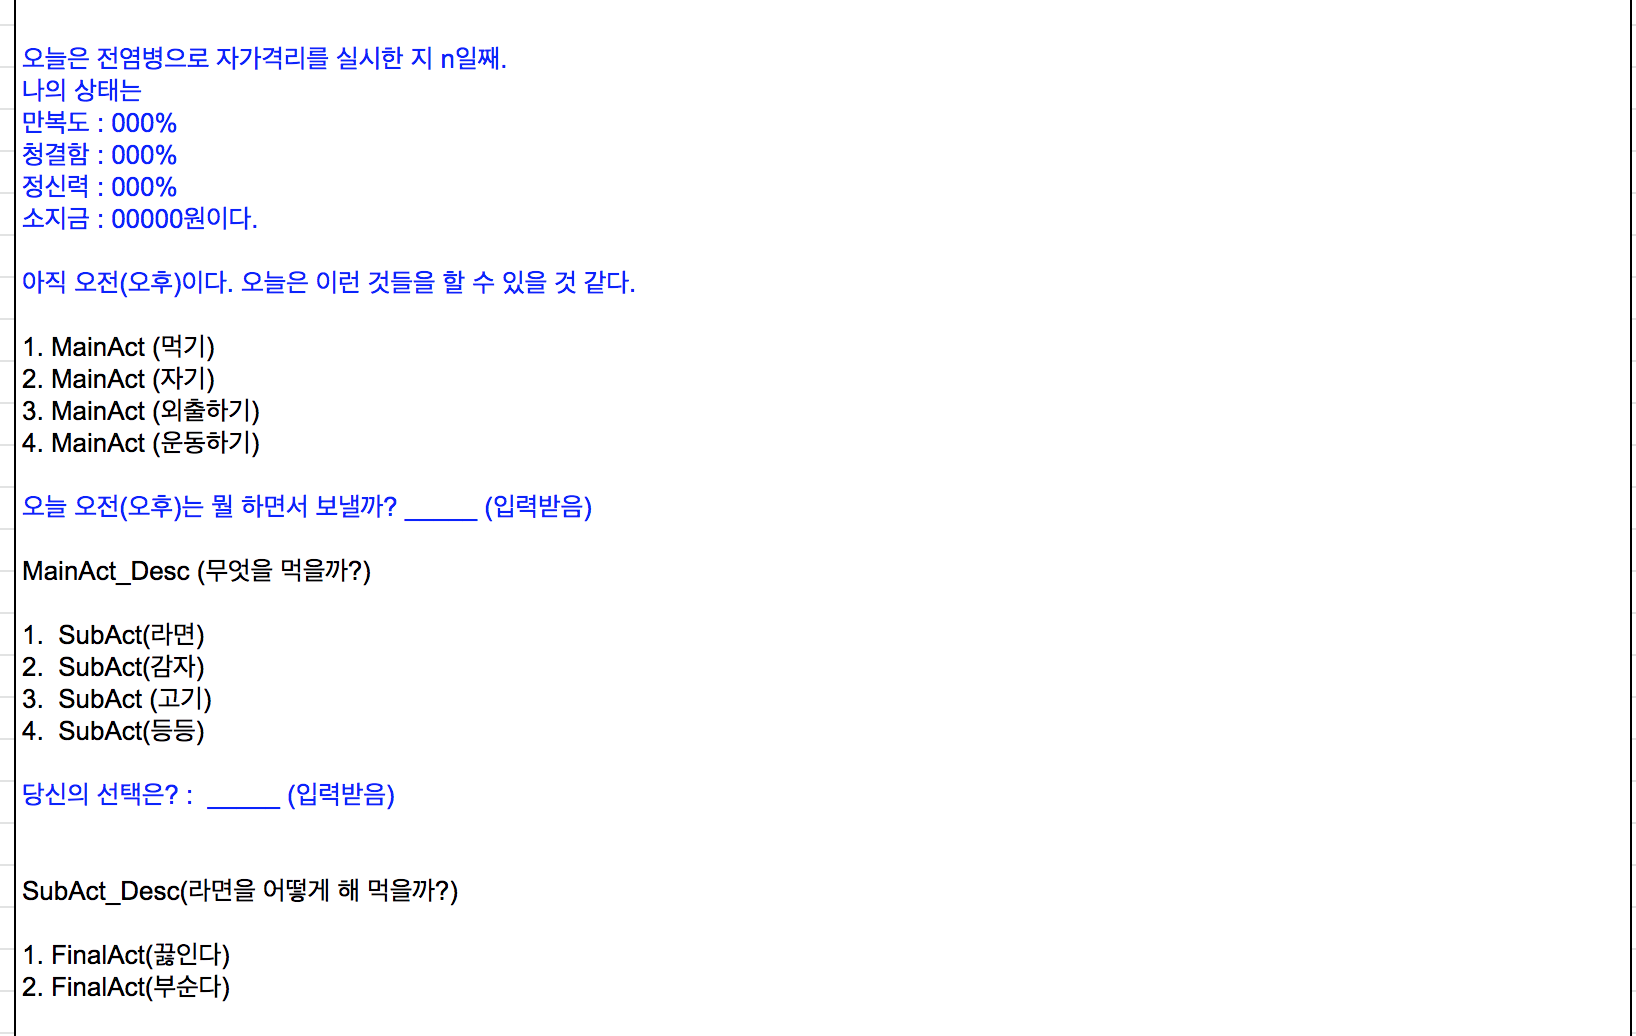 오늘은 전염병으로 자가격리를 실시한 지 n일째.
나의 상태는
만복도 : 000%
청결함 : 000%
정신력 : 000%
소지금 : 00000원이다.
아직 오전(오후)이다. 오늘은 이런 것들을 할 수 있을 것 같다.
1. MainAct (먹기)
2. MainAct (자기)
3. MainAct (외출하기)
4. MainAct (운동하기)
오늘 오전(오후)는 뭘 하면서 보낼까? ______ (입력받음)
MainAct_Desc (무엇을 먹을까?)
1.  SubAct(라면)
2.  SubAct(감자)
3.  SubAct (고기)
4.  SubAct(등등)
당신의 선택은? :  ______ (입력받음)
SubAct_Desc(라면을 어떻게 해 먹을까?)
1. FinalAct(끓인다)
2. FinalAct(부순다)